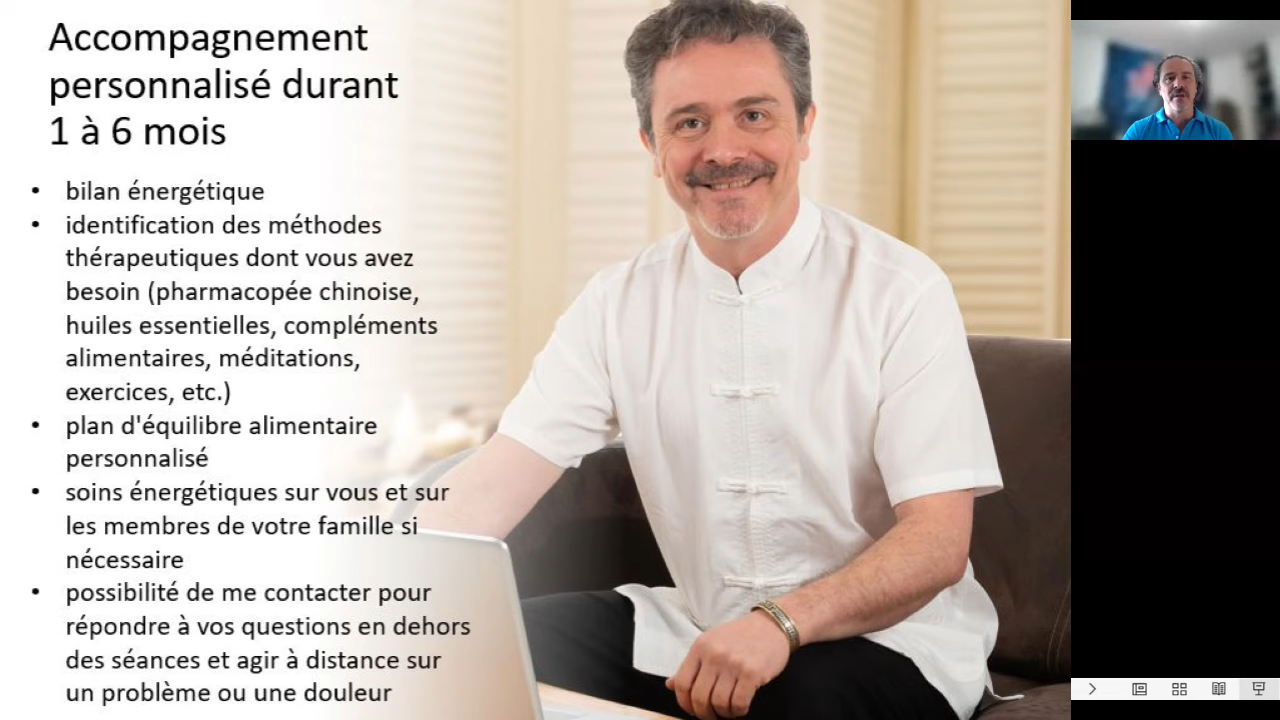 Accompagnement
personnalisé durant
1 à 6 mois
• bilan énergétique
• identification des méthodes
thérapeutiques dont vous avez
besoin (pharmacopée chinoise,
huiles essentielles, compléments
alimentaires, méditations,
exercices, etc.)
• plan d'équilibre alimentaire
personnalisé
• soins énergétiques sur vous et sur
les membres de votre famille si
nécessaire
• possibilité de me contacter pour
répondre à vos questions en dehors
des séances et agir à distance sur
un problème ou une douleur